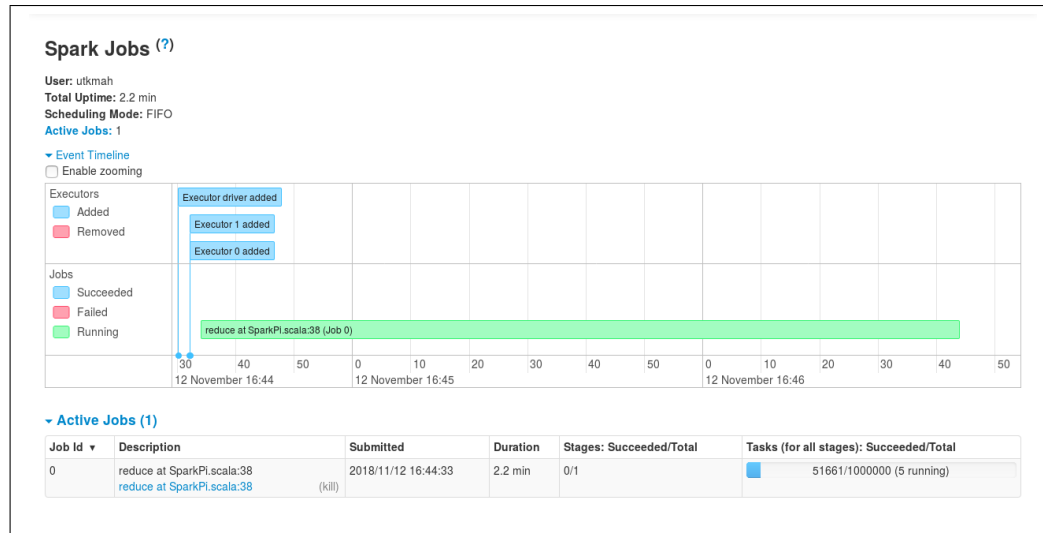 Spark Jobs (?)
User: utkmah
Total Uptime: 2.2 min
Scheduling Mode: FIFO
Active Jobs: 1
Event Timeline
Enable zooming
Executors
Added
Removed
Executor driver added
Executor 1 added
Executor 0 added
Jobs
Succeeded
Failed
Running
reduce at SparkPi.scala:38 (Job 0)
30 40 50 0 10 20 30 40 50 0 10 20 30 40 50
12 November 16:44 12 November 16:45 12 November 16:46
Active Jobs (1)
Job Id ▾ Description Submitted Duration Stages: Succeeded/Total Tasks (for all stages): Succeeded/Total
0 reduce at SparkPi.scala:38 2018/11/12 16:44:33 2.2 min 0/1 51661/1000000 (5 running)
reduce at SparkPi.scala:38 (kill)